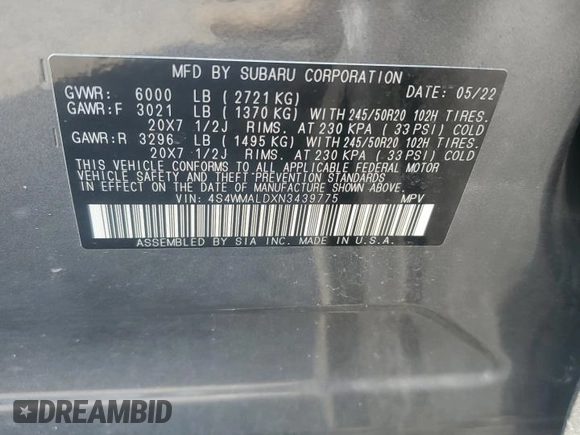 MFD BY SUBARU CORPORATION
GVWR: 6000 LB (2721 KG) DATE: 05/22
GAWR:F 3021 LB (1370 KG) WITH 245/50R20 102H TIRES.
20X7 1/2J RIMS. AT 230 KPA (33 PSI) COLD
GAWR:R 3296 LB (1495 KG) WITH 245/50R20 102H TIRES.
20X7 1/2J RIMS. AT 230 KPA (33 PSI) COLD
THIS VEHICLE CONFORMS TO ALL APPLICABLE FEDERAL MOTOR
VEHICLE SAFETY AND THEFT PREVENTION STANDARDS IN EFFECT ON
THE DATE OF MANUFACTURE SHOWN ABOVE.
VIN: 4S4WMALDXN3439775 MPV
ASSEMBLED BY SIA INC. MADE IN U.S.A.
DREAMBID